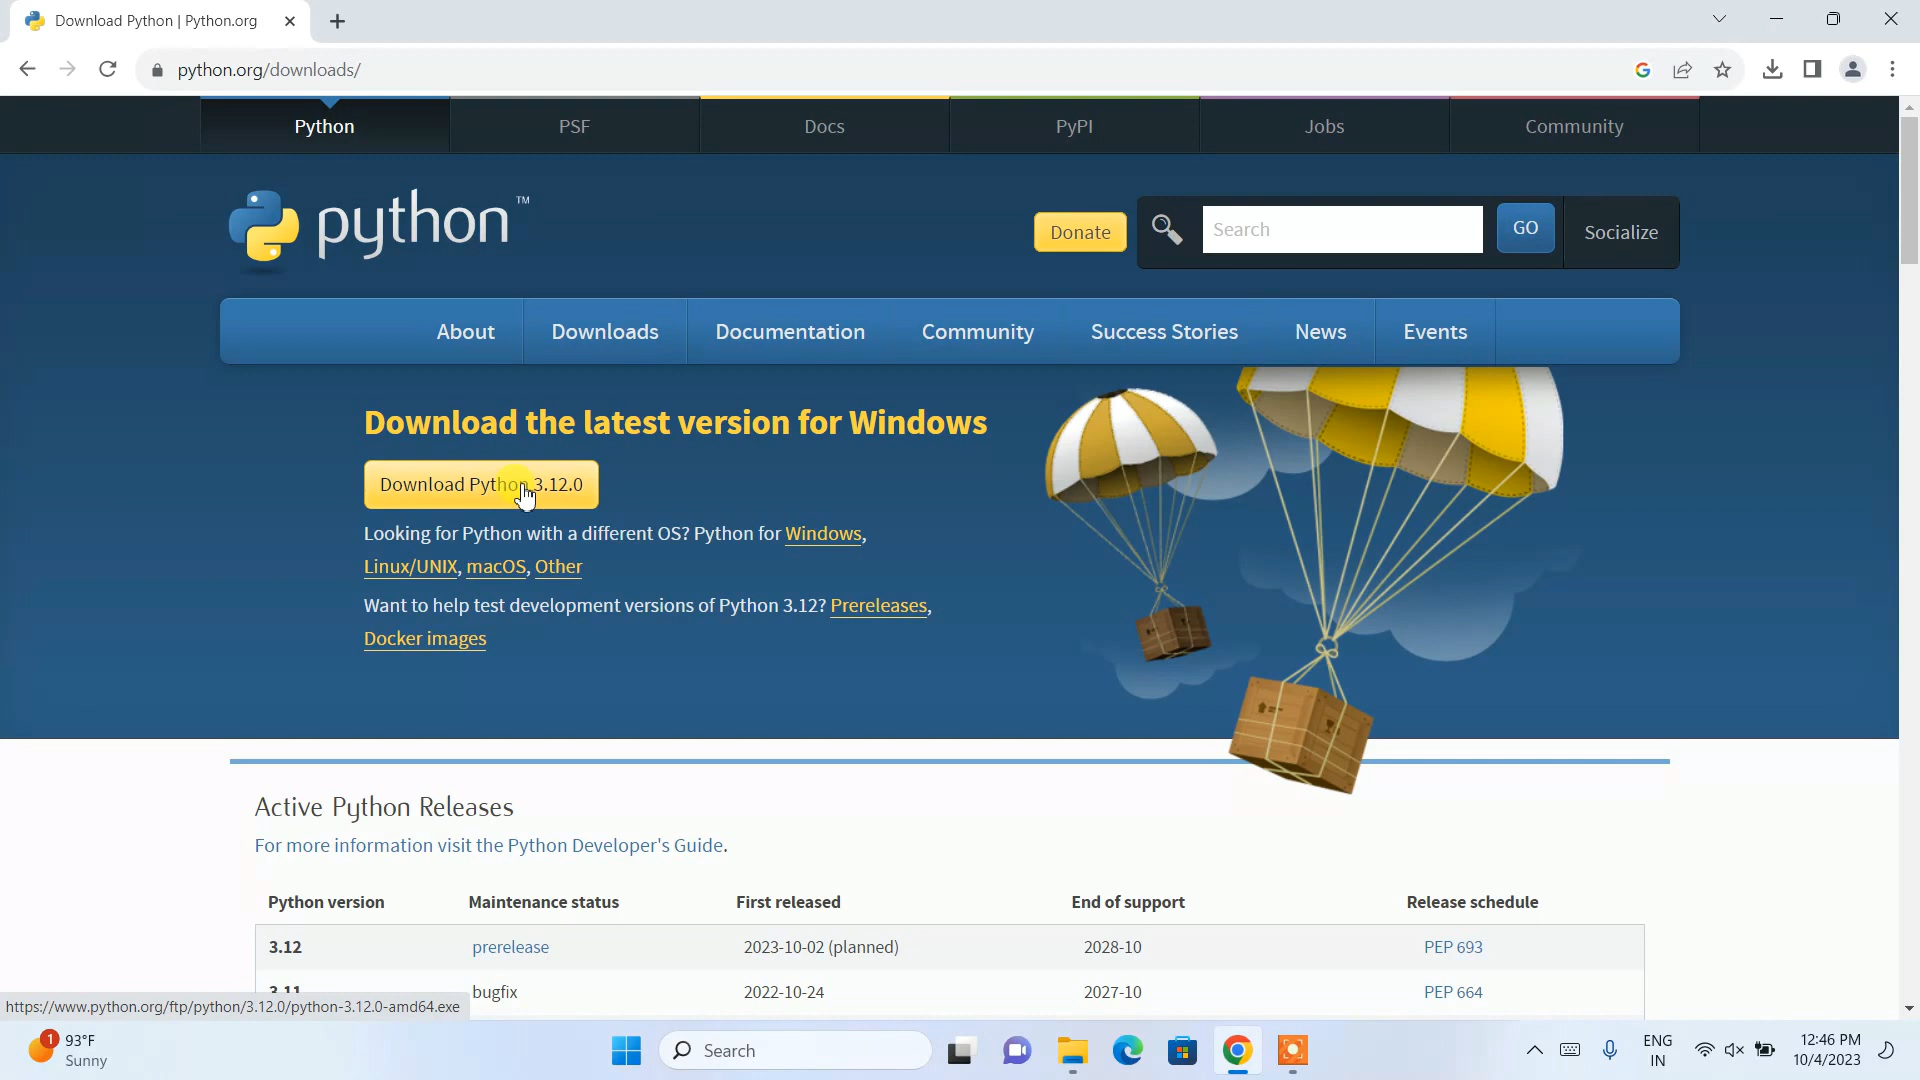 Download Python | Python.org
python.org/downloads/
Python PSF Docs PyPI Jobs Community
python™
Donate
Search
GO
Socialize
About Downloads Documentation Community Success Stories News Events
Download the latest version for Windows
Download Python 3.12.0
Looking for Python with a different OS? Python for Windows,
Linux/UNIX, macOS, Other
Want to help test development versions of Python 3.12? Prereleases,
Docker images
Active Python Releases
For more information visit the Python Developer's Guide.
Python version Maintenance status First released End of support Release schedule
3.12 prerelease 2023-10-02 (planned) 2028-10 PEP 693
3.11 bugfix 2022-10-24 2027-10 PEP 664
https://www.python.org/ftp/python/3.12.0/python-3.12.0-amd64.exe
1
93°F
Sunny
Search
ENG
IN
12:46 PM
10/4/2023